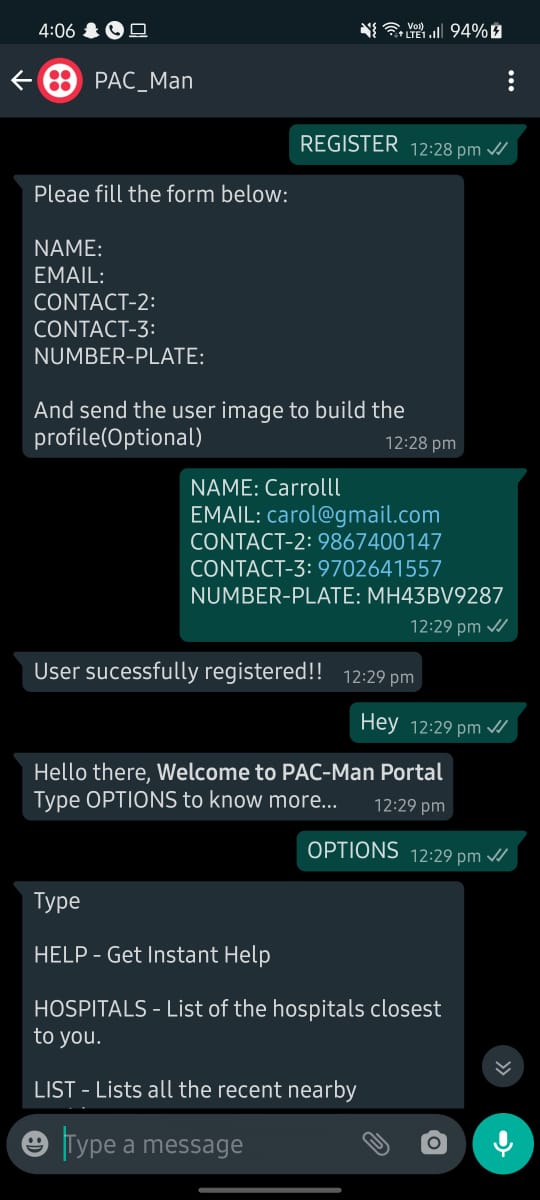 4:06
Vo)
LTE1
94%
PAC_Man
REGISTER 12:28 pm
Pleae fill the form below:
NAME:
EMAIL:
CONTACT-2:
CONTACT-3:
NUMBER-PLATE:
And send the user image to build the
profile(Optional) 12:28 pm
NAME: Carrolll
EMAIL: carol@gmail.com
CONTACT-2: 9867400147
CONTACT-3: 9702641557
NUMBER-PLATE: MH43BV9287
12:29 pm
User sucessfully registered!! 12:29 pm
Hey 12:29 pm
Hello there, Welcome to PAC-Man Portal
Type OPTIONS to know more... 12:29 pm
OPTIONS 12:29 pm
Type
HELP - Get Instant Help
HOSPITALS - List of the hospitals closest
to you.
LIST - Lists all the recent nearby
Type a message